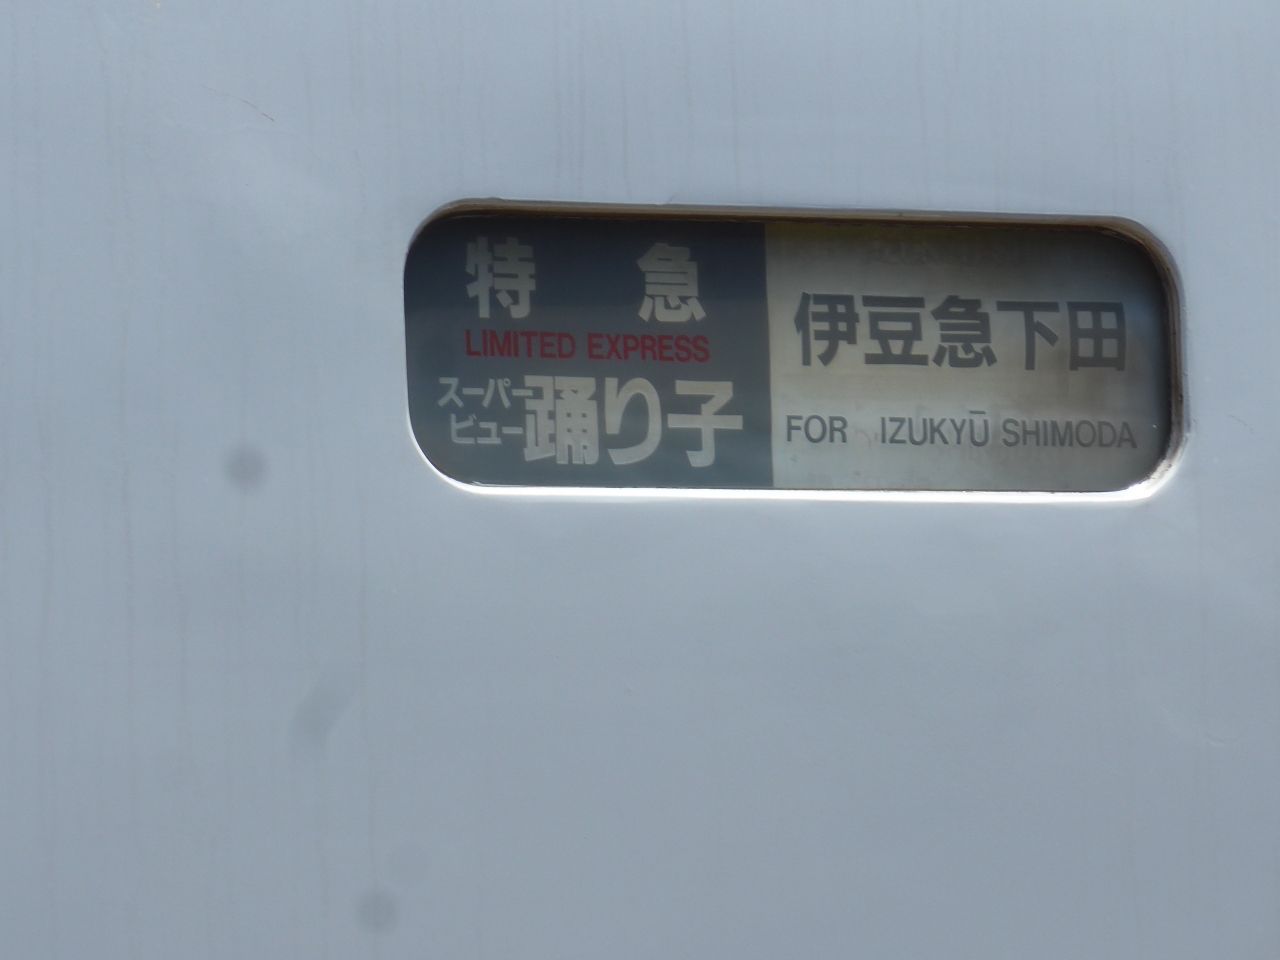 特急
LIMITED EXPRESS
スーパー
ビュー
踊り子
伊豆急下田
FOR IZUKYŪ SHIMODA